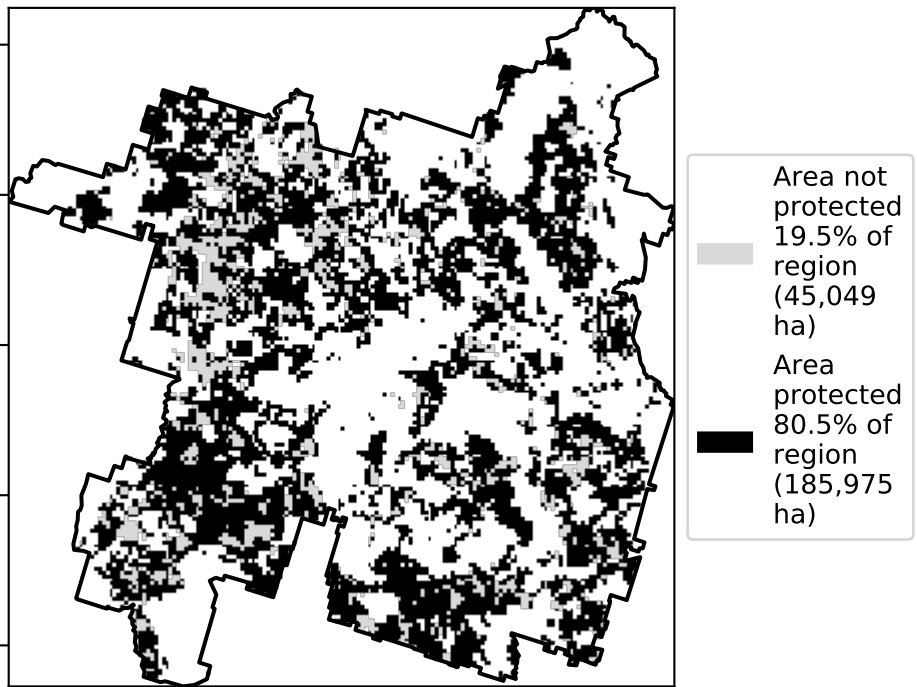 Area not
protected
19.5% of
region
(45,049
ha)
Area
protected
80.5% of
region
(185,975
ha)